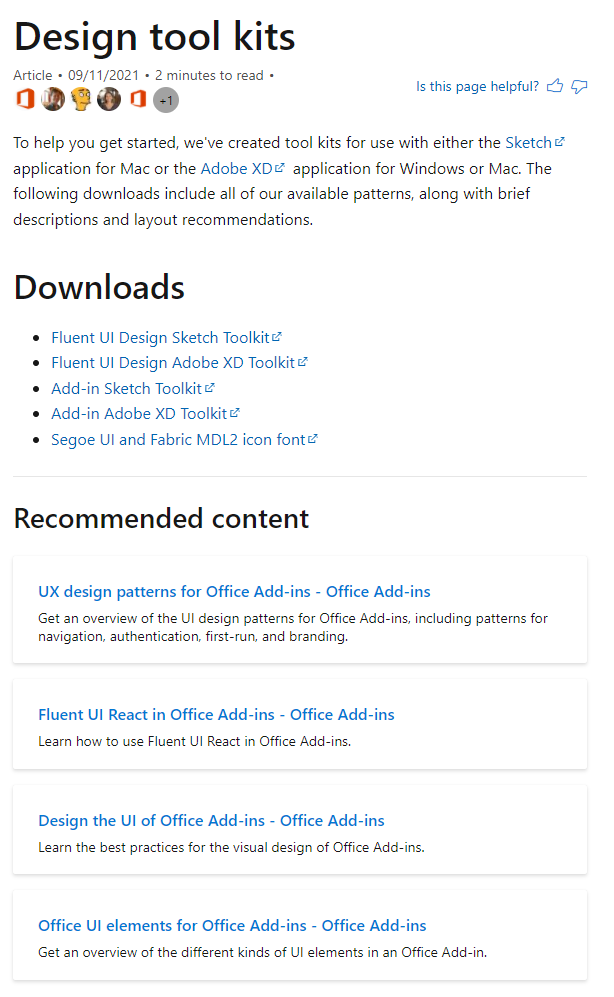 Design tool kits
Article • 09/11/2021 • 2 minutes to read •
+1
Is this page helpful?
To help you get started, we've created tool kits for use with either the Sketch
application for Mac or the Adobe XD application for Windows or Mac. The
following downloads include all of our available patterns, along with brief
descriptions and layout recommendations.
Downloads
• Fluent UI Design Sketch Toolkit
• Fluent UI Design Adobe XD Toolkit
• Add-in Sketch Toolkit
• Add-in Adobe XD Toolkit
• Segoe UI and Fabric MDL2 icon font
Recommended content
UX design patterns for Office Add-ins - Office Add-ins
Get an overview of the UI design patterns for Office Add-ins, including patterns for
navigation, authentication, first-run, and branding.
Fluent UI React in Office Add-ins - Office Add-ins
Learn how to use Fluent UI React in Office Add-ins.
Design the UI of Office Add-ins - Office Add-ins
Learn the best practices for the visual design of Office Add-ins.
Office UI elements for Office Add-ins - Office Add-ins
Get an overview of the different kinds of UI elements in an Office Add-in.